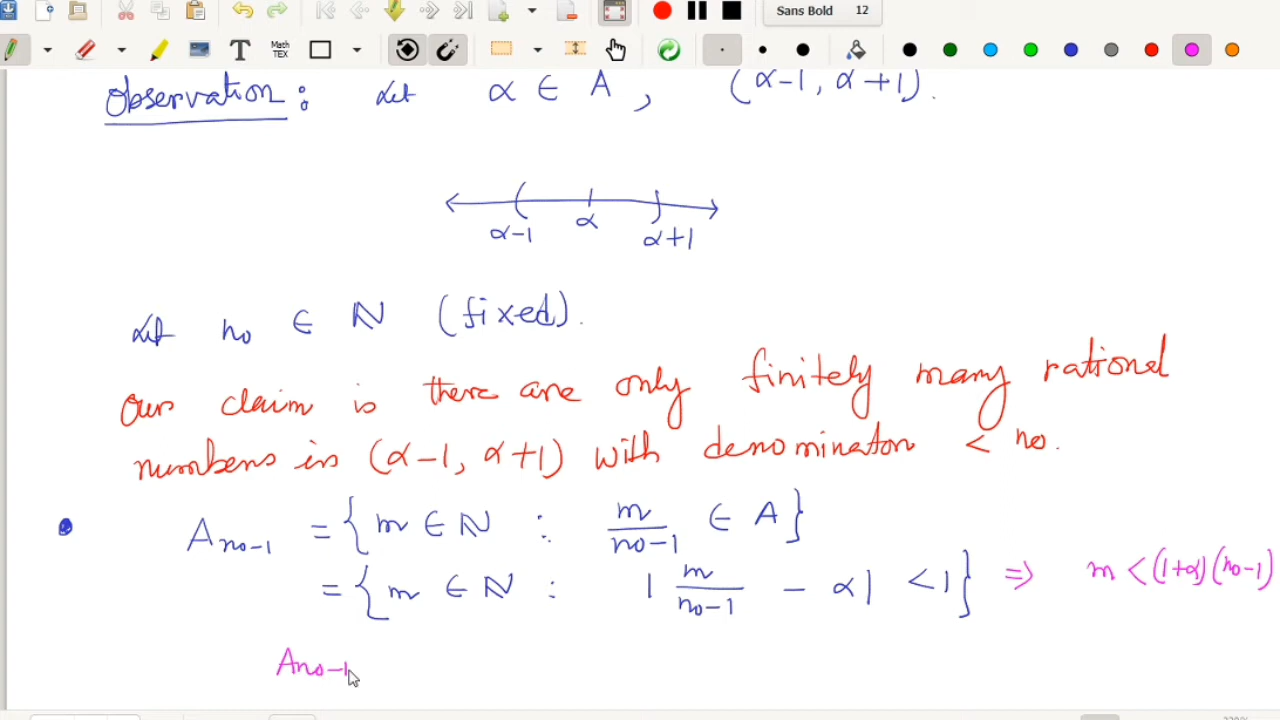 Sans Bold 12
T Math TEX
Observation: Let α ∈ A, (α-1, α+1).
α-1 α α+1
Let n₀ ∈ ℕ (fixed).
Our claim is there are only finitely many rational
numbers in (α-1, α+1) with denominator < n₀.
• A_{n₀-1} = {m ∈ ℕ : m/(n₀-1) ∈ A}
= {m ∈ ℕ : |m/(n₀-1) - α| < 1} ⇒ m < (1+α)(n₀-1)
A_{n₀-1}